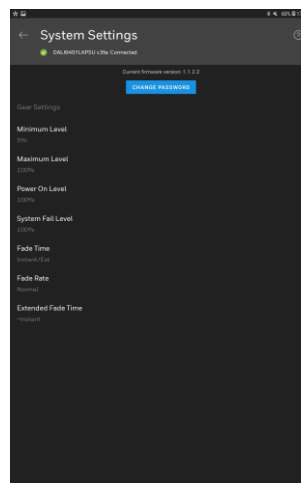 68%
System Settings
Connected
Current firmware version: 1.1.2.2
CHANGE PASSWORD
Gear Settings
Minimum Level
5%
Maximum Level
100%
Power On Level
100%
System Fail Level
100%
Fade Time
Instant/Ext
Fade Rate
Normal
Extended Fade Time
~Instant